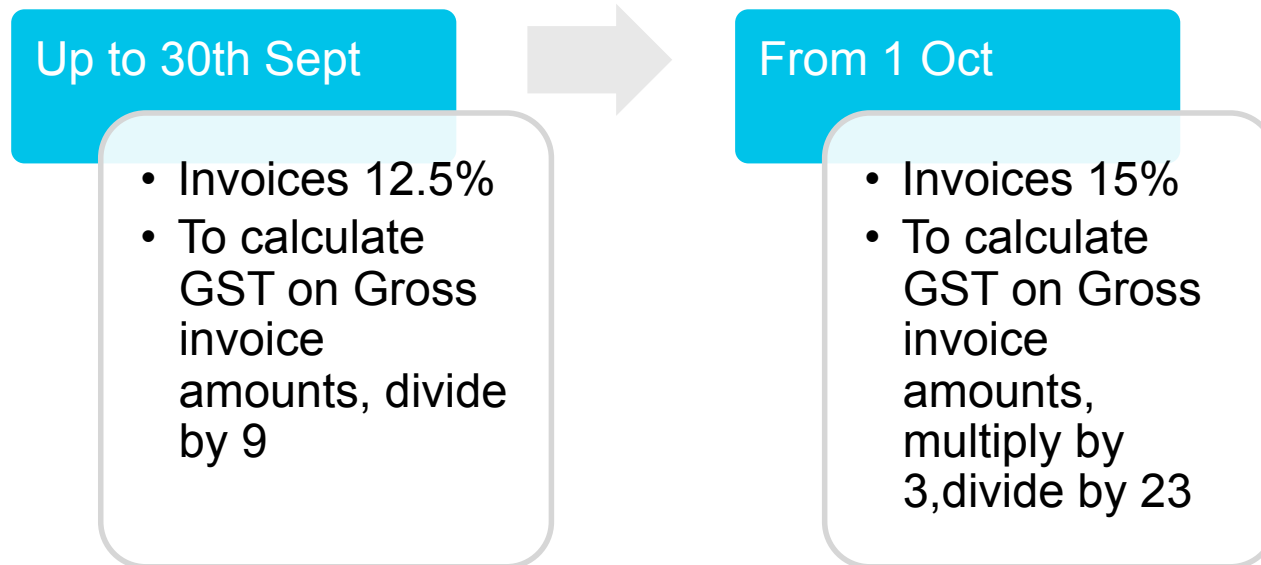 Up to 30th Sept
• Invoices 12.5%
• To calculate
GST on Gross
invoice
amounts, divide
by 9
From 1 Oct
• Invoices 15%
• To calculate
GST on Gross
invoice
amounts,
multiply by
3,divide by 23